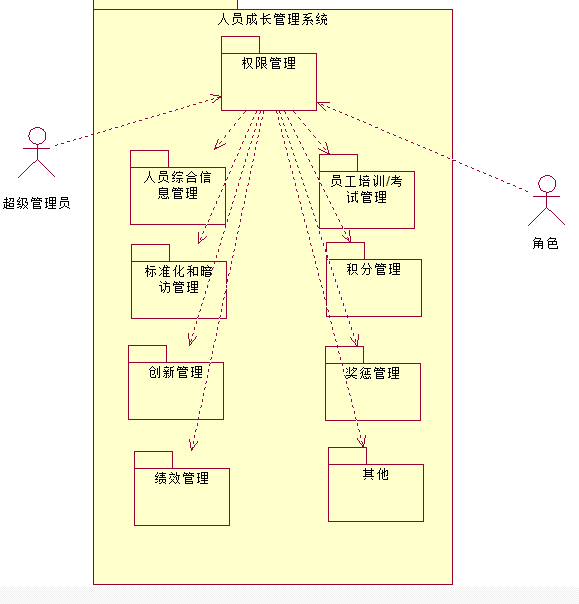 人员成长管理系统
权限管理
超级管理员
人员综合信
息管理
员工培训/考
试管理
角色
标准化和暗
访管理
积分管理
创新管理
奖惩管理
绩效管理
其他